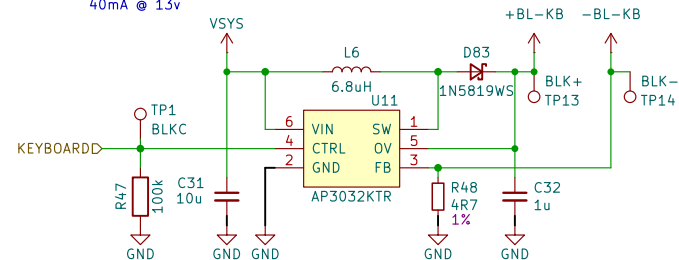 40mA @ 13v
VSYS
+BL-KB
-BL-KB
L6
6.8uH
D83
1N5819WS
BLK+
TP13
BLK-
TP14
TP1
BLKC
U11
6 VIN SW 1
4 CTRL OV 5
2 GND FB 3
AP3032KTR
KEYBOARD
R47
100k
C31
10u
R48
4R7
1%
C32
1u
GND
GND
GND
GND
GND